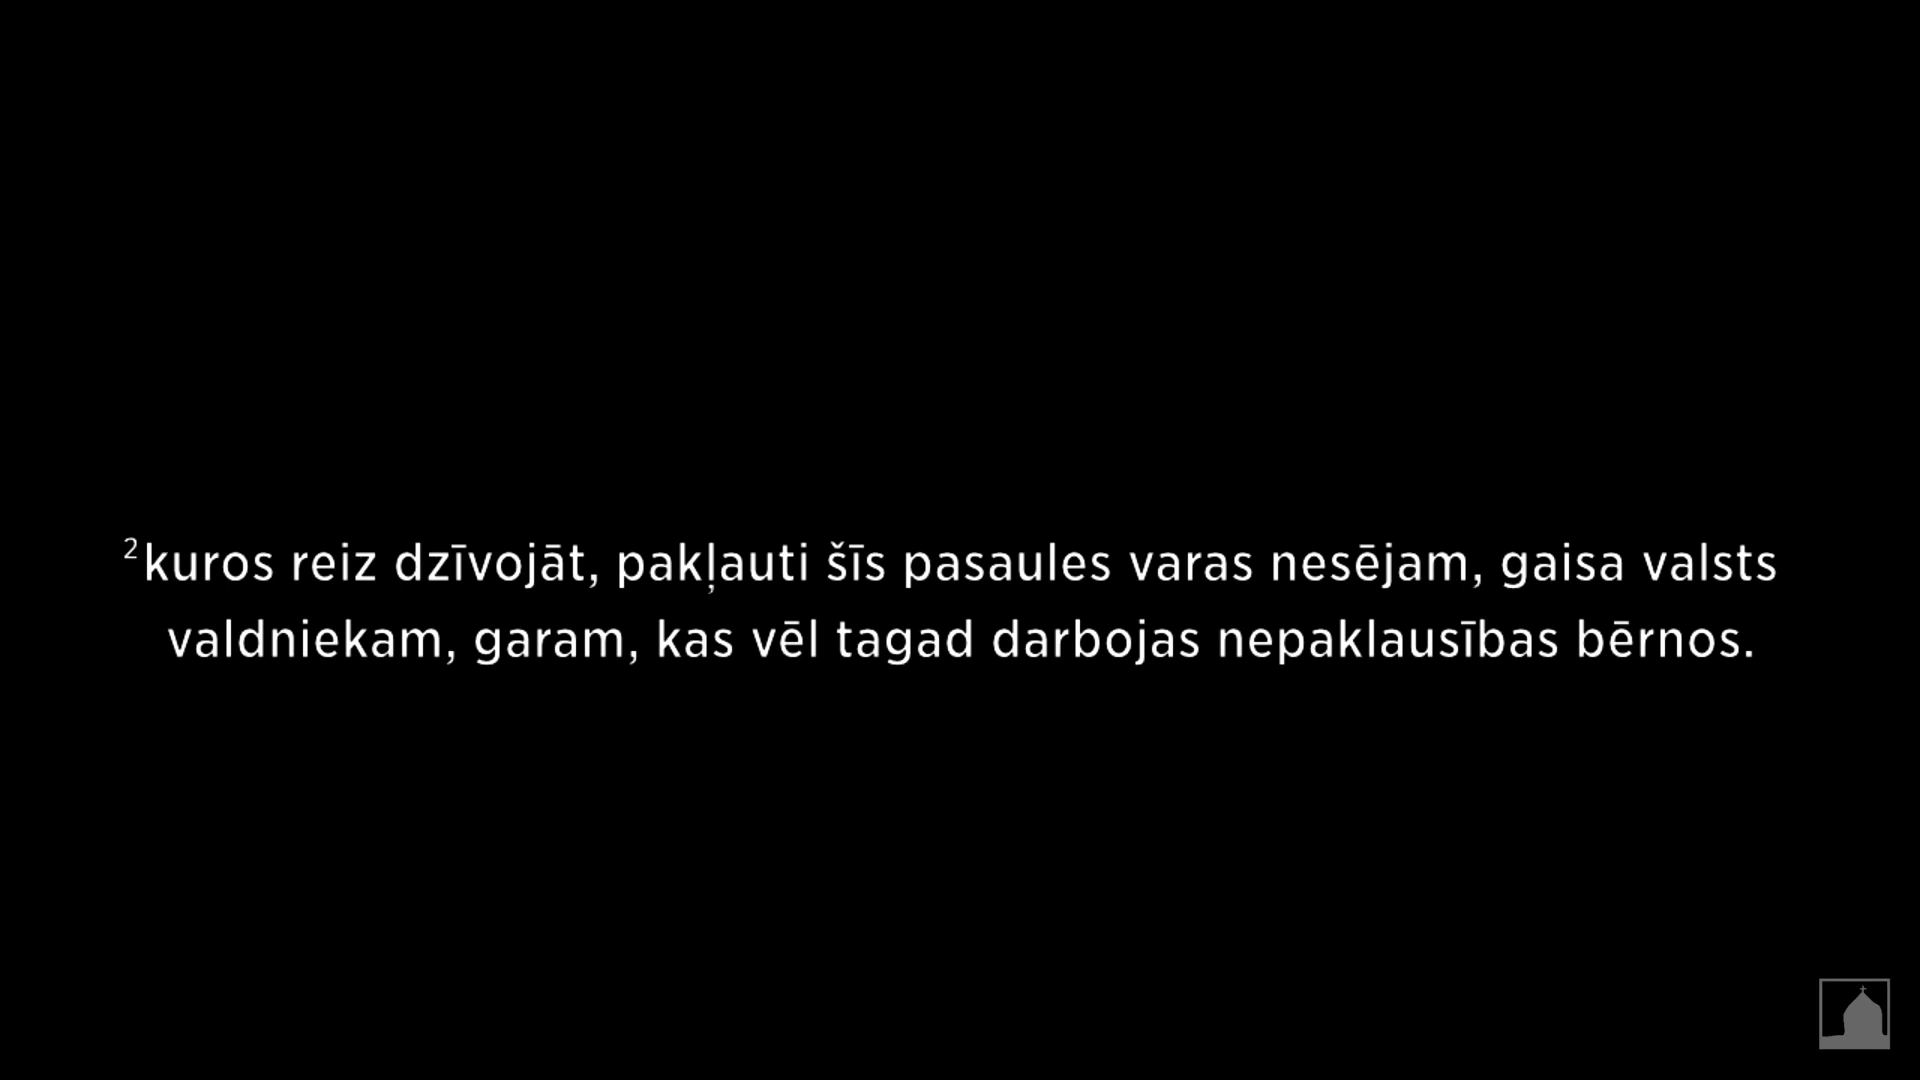 ²kuros reiz dzīvojāt, pakļauti šīs pasaules varas nesējam, gaisa valsts
valdniekam, garam, kas vēl tagad darbojas nepaklausības bērnos.